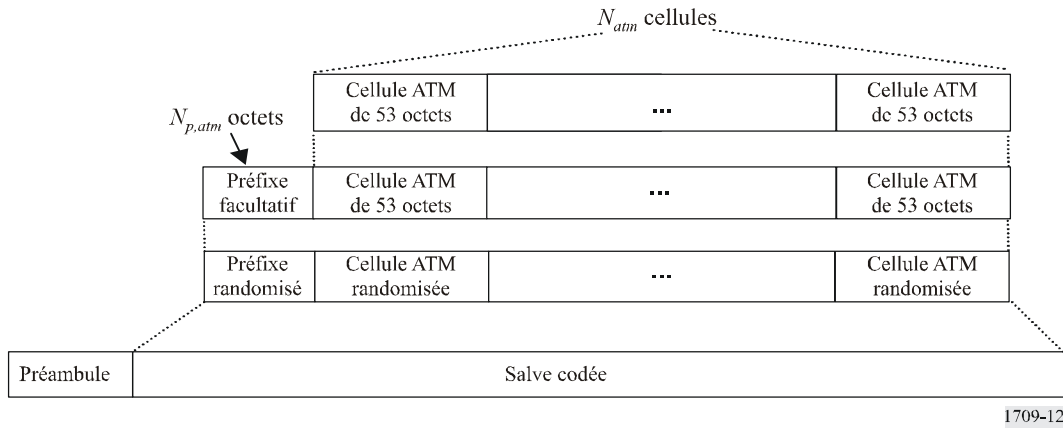 N_atm cellules
Cellule ATM
de 53 octets
...
Cellule ATM
de 53 octets
N_p,atm octets
Préfixe
facultatif
Cellule ATM
de 53 octets
...
Cellule ATM
de 53 octets
Préfixe
randomisé
Cellule ATM
randomisée
...
Cellule ATM
randomisée
Préambule
Salve codée
1709-12